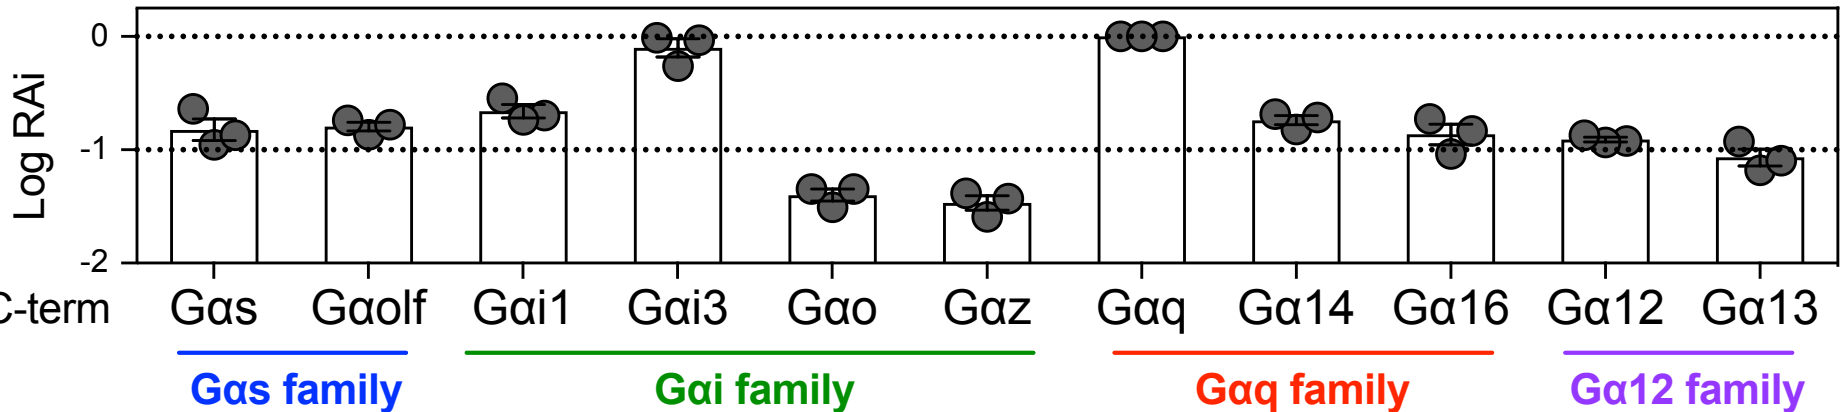 Log RAi
0
-1
-2
C-term Gαs Gαolf Gαi1 Gαi3 Gαo Gαz Gαq Gα14 Gα16 Gα12 Gα13
Gαs family Gαi family Gαq family Gα12 family